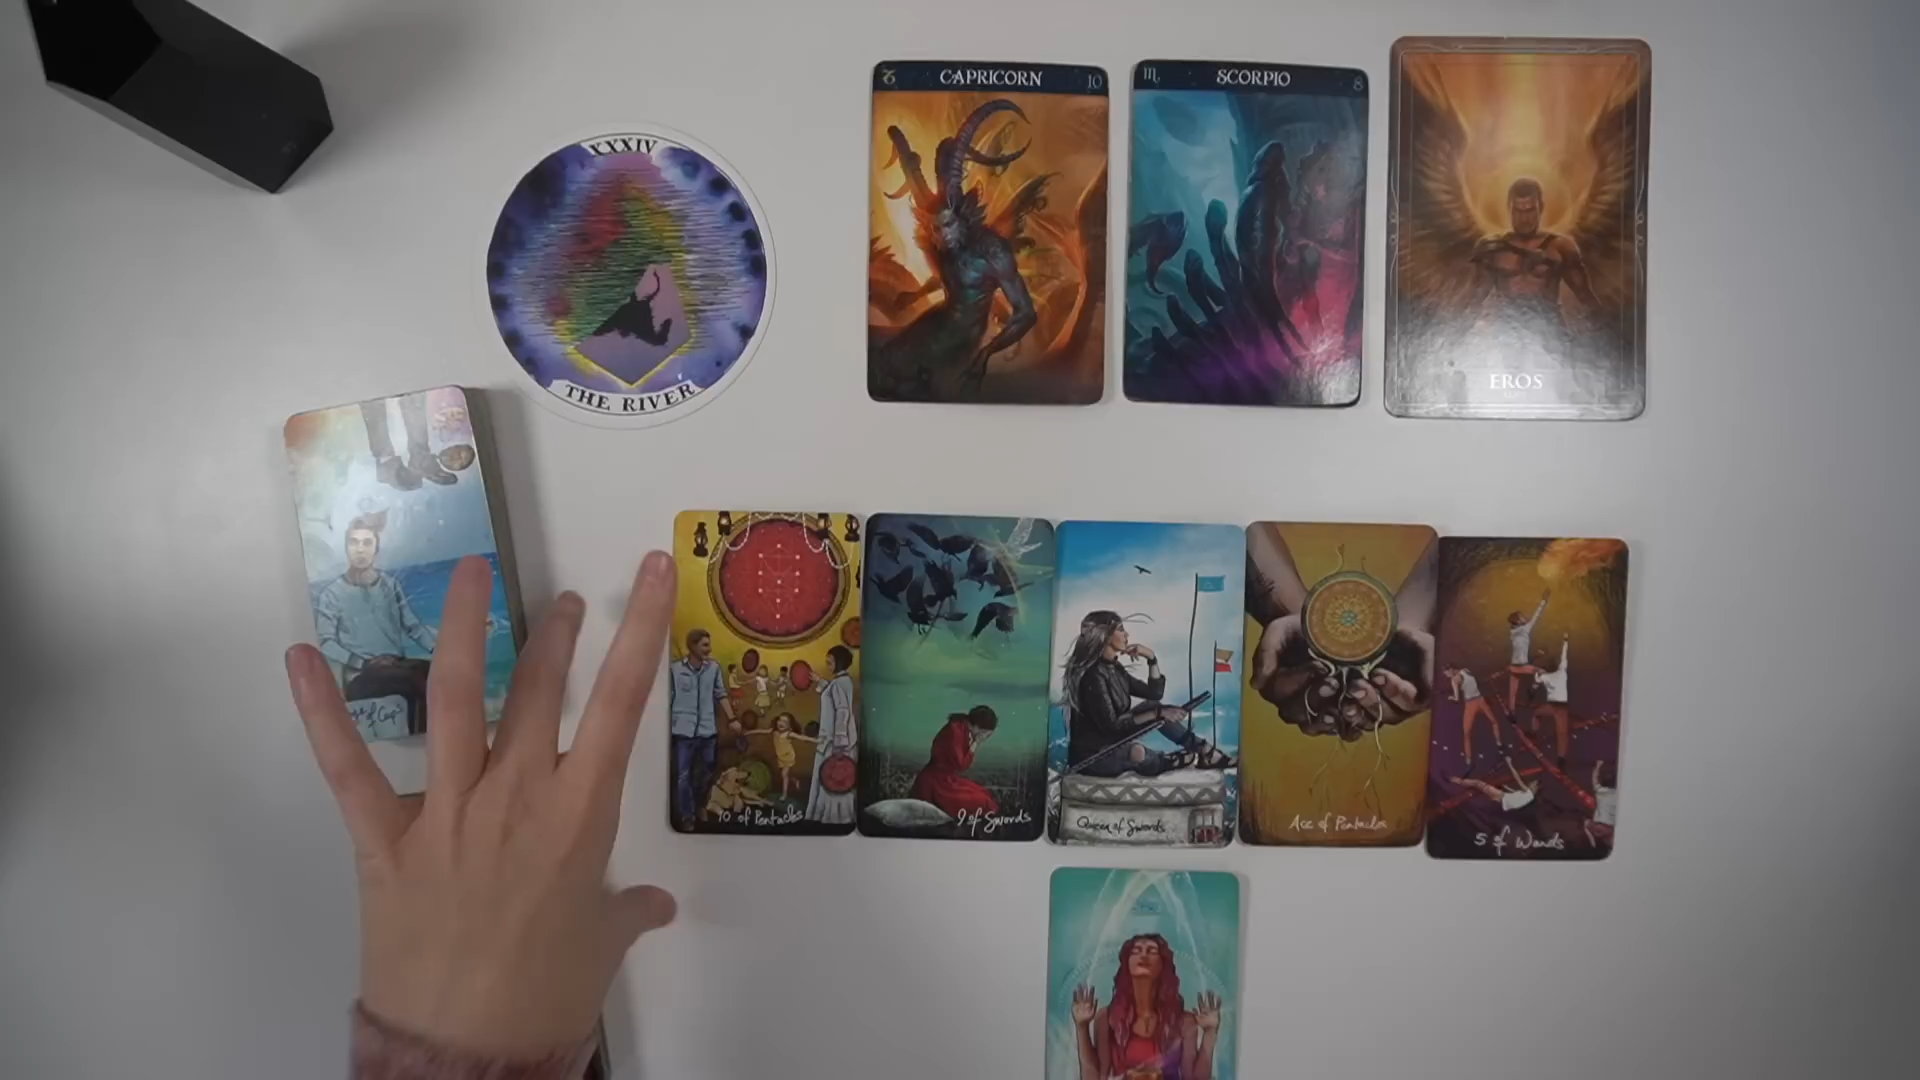 XXXIV
THE RIVER
CAPRICORN 10
SCORPIO 8
EROS
10 of Pentacles
9 of Swords
Queen of Swords
Ace of Pentacles
5 of Wands